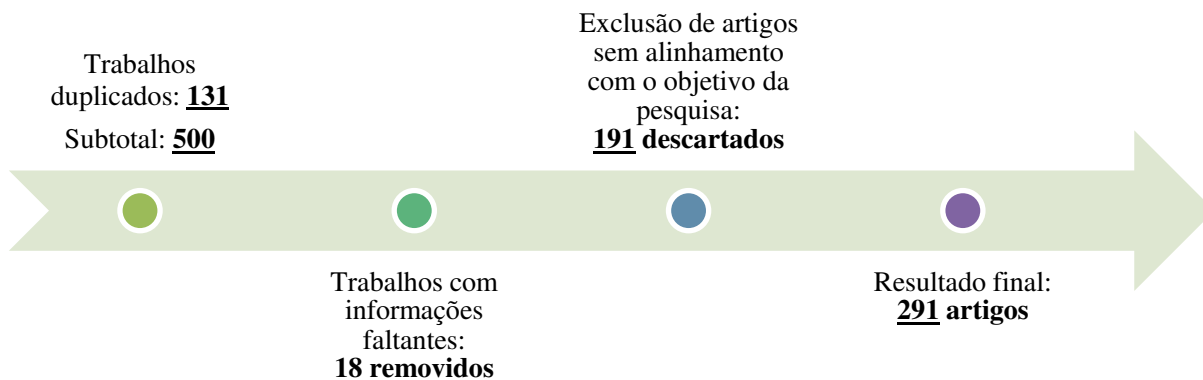 Trabalhos
duplicados: 131
Subtotal: 500
Trabalhos com
informações
faltantes:
18 removidos
Exclusão de artigos
sem alinhamento
com o objetivo da
pesquisa:
191 descartados
Resultado final:
291 artigos